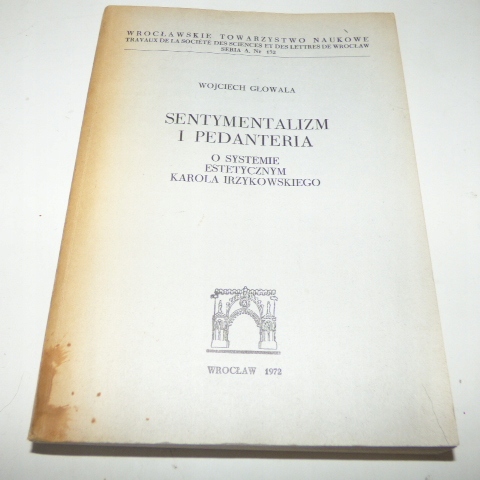 WROCŁAWSKIE TOWARZYSTWO NAUKOWE
TRAVAUX DE LA SOCIÉTÉ DES SCIENCES ET DES LETTRES DE WROCŁAW
SERIA A. Nr 172
WOJCIECH GŁOWALA
SENTYMENTALIZM
I PEDANTERIA
O SYSTEMIE
ESTETYCZNYM
KAROLA IRZYKOWSKIEGO
WROCŁAW 1972